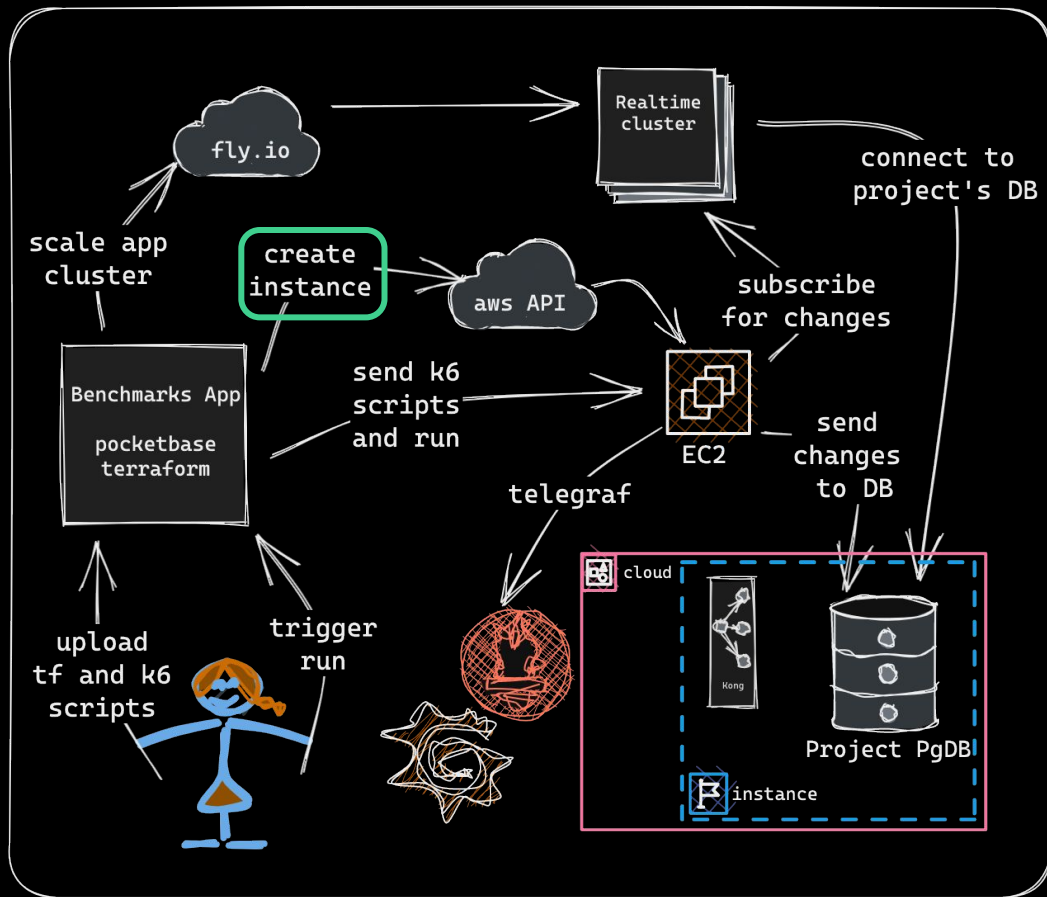 Realtime
cluster
fly.io
connect to
project's DB
scale app
cluster
create
instance
aws API
subscribe
for changes
Benchmarks App
pocketbase
terraform
send k6
scripts
and run
EC2
send
changes
to DB
telegraf
cloud
upload
tf and k6
scripts
trigger
run
Kong
Project PgDB
instance